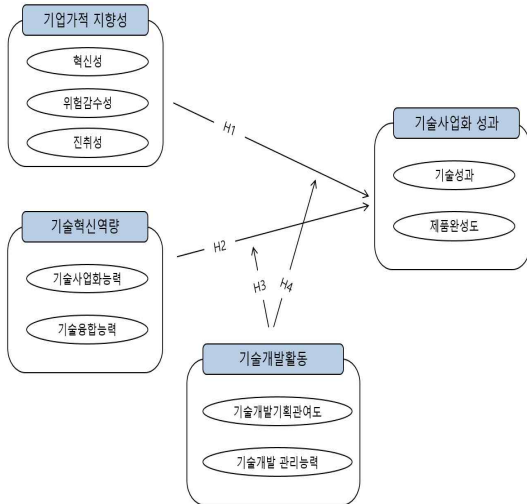 기업가적 지향성
혁신성
위험감수성
진취성
H1
기술사업화 성과
기술성과
제품완성도
기술혁신역량
기술사업화능력
기술융합능력
H2
H3
H4
기술개발활동
기술개발기획관여도
기술개발 관리능력